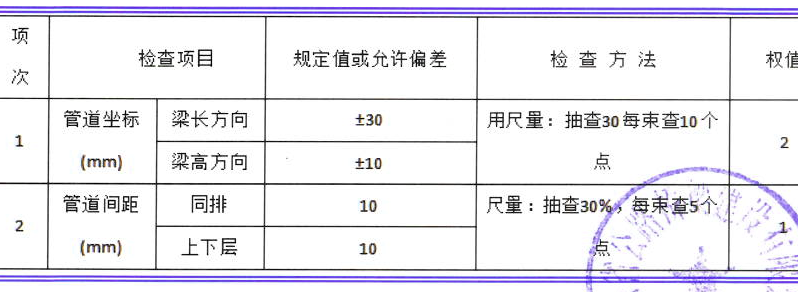 项次 检查项目 规定值或允许偏差 检 查 方 法 权值
1 管道坐标(mm) 梁长方向 ±30 用尺量：抽查30每束查10个点 2
梁高方向 ±10
2 管道间距(mm) 同排 10 尺量：抽查30%，每束查5个点 1
上下层 10